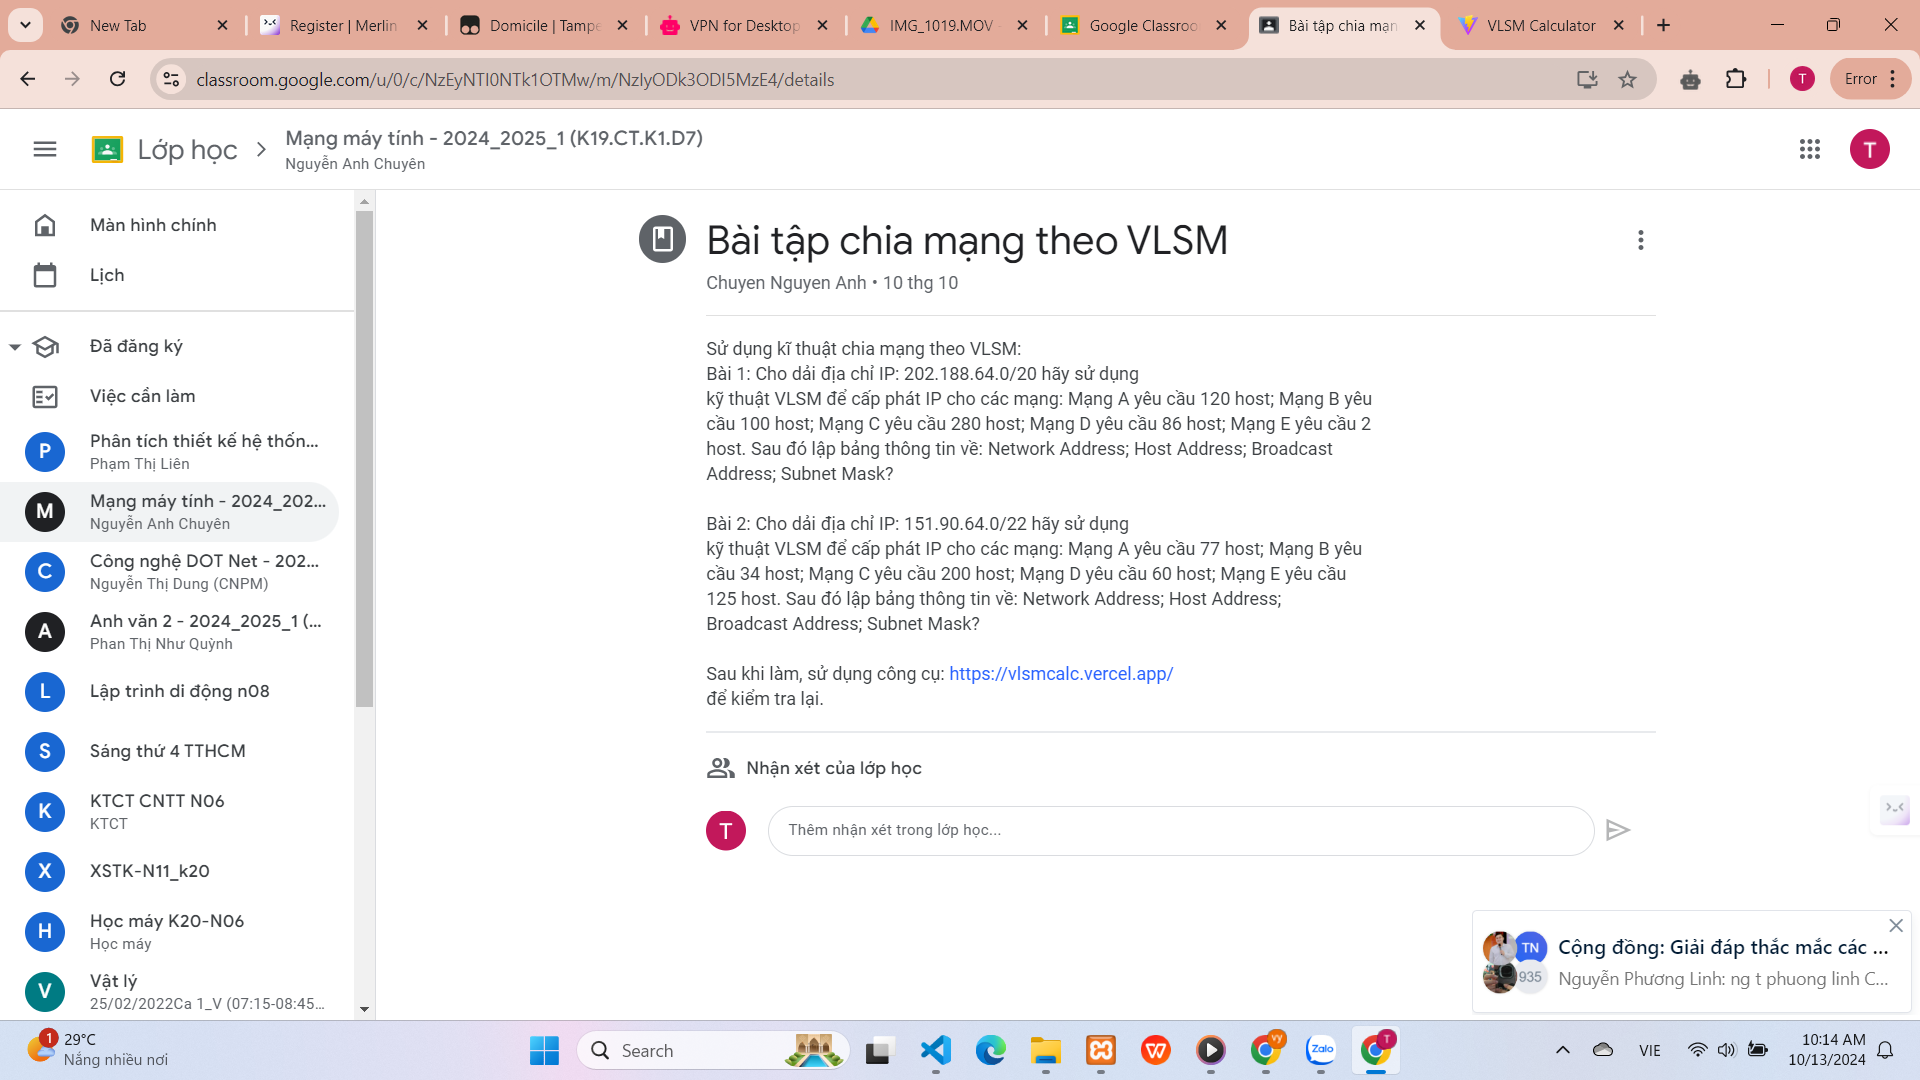 New Tab
Register | Merlin
Domicile | Tampe
VPN for Desktop
IMG_1019.MOV -
Google Classroo
Bài tập chia mạn
VLSM Calculator
classroom.google.com/u/0/c/NzEyNTI0NTk1OTMw/m/NzIyODk3ODI5MzE4/details
T
Error
Lớp học
Mạng máy tính - 2024_2025_1 (K19.CT.K1.D7)
Nguyễn Anh Chuyên
T
Màn hình chính
Lịch
Đã đăng ký
Việc cần làm
P
Phân tích thiết kế hệ thốn...
Phạm Thị Liên
M
Mạng máy tính - 2024_202...
Nguyễn Anh Chuyên
C
Công nghệ DOT Net - 202...
Nguyễn Thị Dung (CNPM)
A
Anh văn 2 - 2024_2025_1 (...
Phan Thị Như Quỳnh
L
Lập trình di động n08
S
Sáng thứ 4 TTHCM
K
KTCT CNTT N06
KTCT
X
XSTK-N11_k20
H
Học máy K20-N06
Học máy
V
Vật lý
25/02/2022Ca 1_V (07:15-08:45...
Bài tập chia mạng theo VLSM
Chuyen Nguyen Anh • 10 thg 10
Sử dụng kĩ thuật chia mạng theo VLSM:
Bài 1: Cho dải địa chỉ IP: 202.188.64.0/20 hãy sử dụng
kỹ thuật VLSM để cấp phát IP cho các mạng: Mạng A yêu cầu 120 host; Mạng B yêu
cầu 100 host; Mạng C yêu cầu 280 host; Mạng D yêu cầu 86 host; Mạng E yêu cầu 2
host. Sau đó lập bảng thông tin về: Network Address; Host Address; Broadcast
Address; Subnet Mask?
Bài 2: Cho dải địa chỉ IP: 151.90.64.0/22 hãy sử dụng
kỹ thuật VLSM để cấp phát IP cho các mạng: Mạng A yêu cầu 77 host; Mạng B yêu
cầu 34 host; Mạng C yêu cầu 200 host; Mạng D yêu cầu 60 host; Mạng E yêu cầu
125 host. Sau đó lập bảng thông tin về: Network Address; Host Address;
Broadcast Address; Subnet Mask?
Sau khi làm, sử dụng công cụ: https://vlsmcalc.vercel.app/
để kiểm tra lại.
Nhận xét của lớp học
T
Thêm nhận xét trong lớp học...
TN
935
Cộng đồng: Giải đáp thắc mắc các ...
Nguyễn Phương Linh: ng t phuong linh C...
1
29°C
Nắng nhiều nơi
Search
VY
Zalo
T
VIE
10:14 AM
10/13/2024